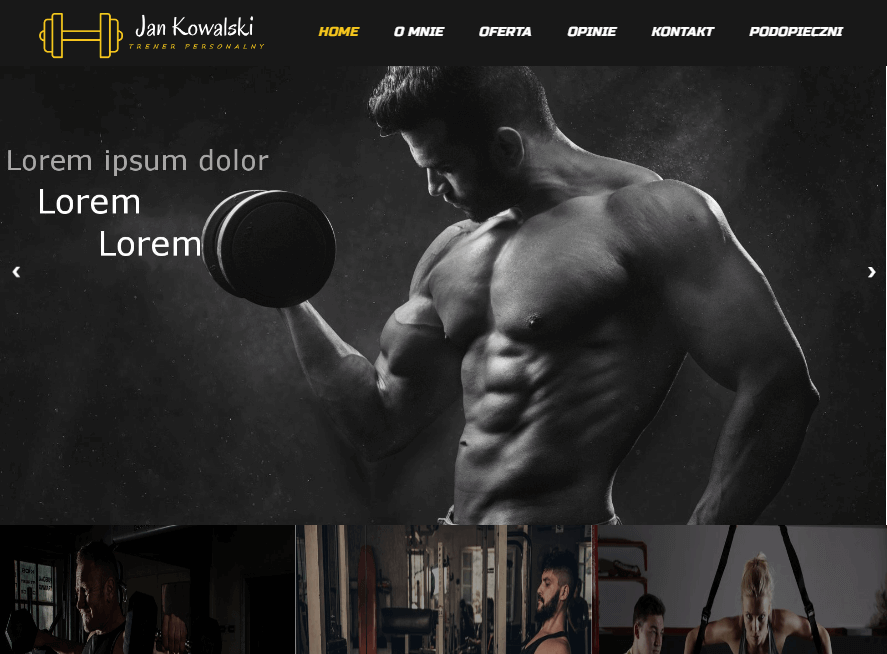 Jan Kowalski
TRENER PERSONALNY
HOME O MNIE OFERTA OPINIE KONTAKT PODOPIECZNI
Lorem ipsum dolor
Lorem
Lorem